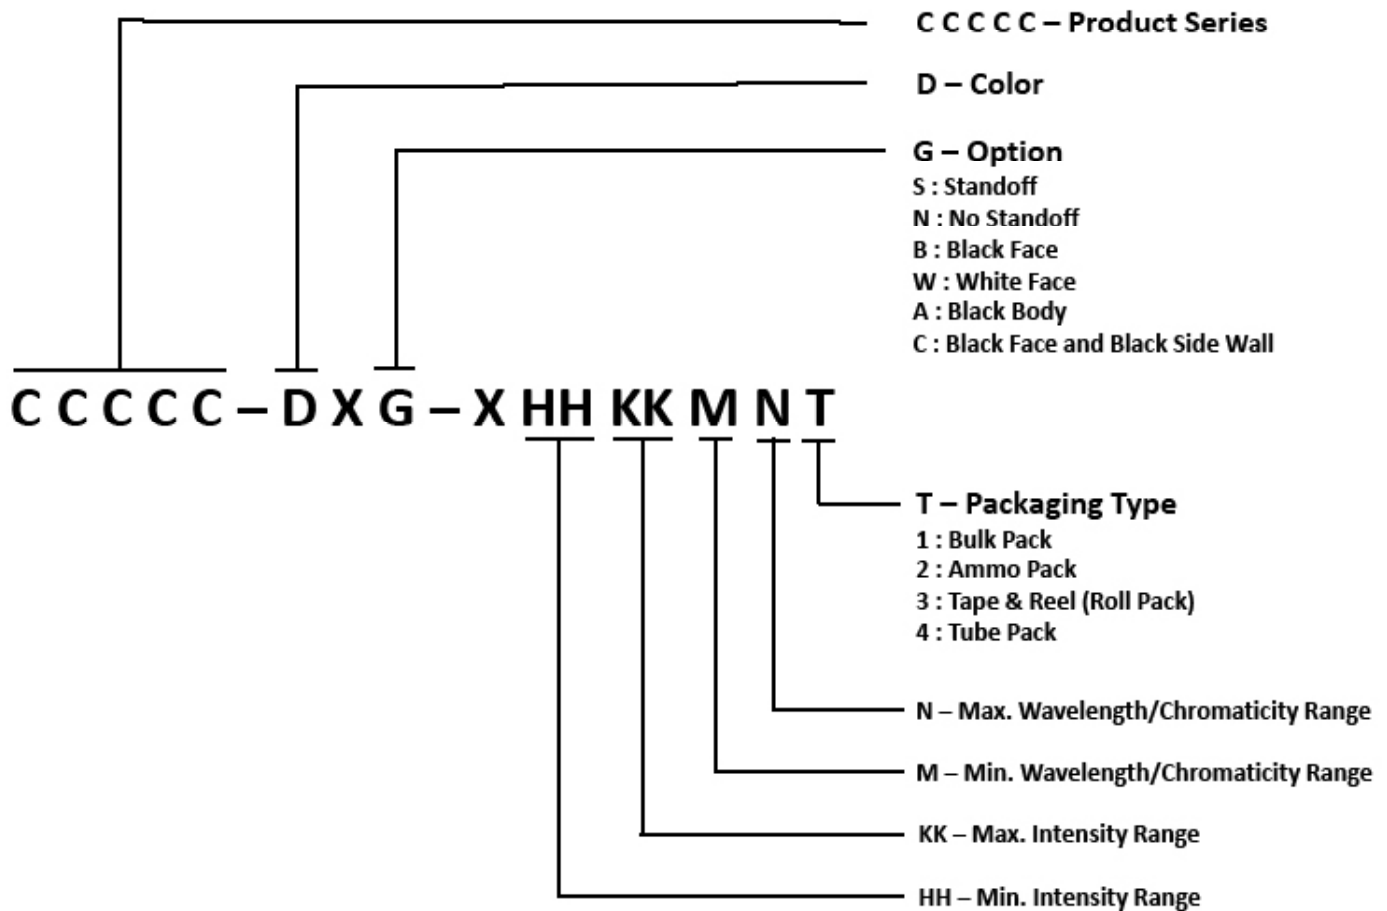 C C C C C – Product Series
D – Color
G – Option
S : Standoff
N : No Standoff
B : Black Face
W : White Face
A : Black Body
C : Black Face and Black Side Wall
C C C C C – D X G – X HH KK M N T
T – Packaging Type
1 : Bulk Pack
2 : Ammo Pack
3 : Tape & Reel (Roll Pack)
4 : Tube Pack
N – Max. Wavelength/Chromaticity Range
M – Min. Wavelength/Chromaticity Range
KK – Max. Intensity Range
HH – Min. Intensity Range